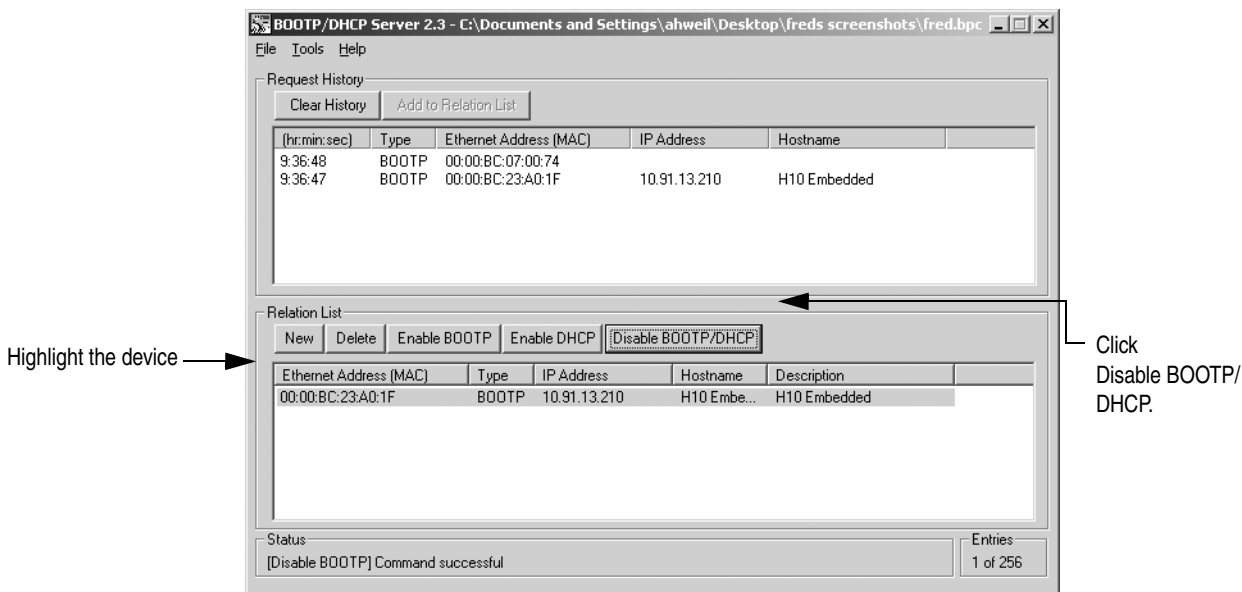 BOOTP/DHCP Server 2.3 - C:\Documents and Settings\ahweil\Desktop\freds screenshots\fred.bpc
File Tools Help
Request History
Clear History Add to Relation List
(hr:min:sec) Type Ethernet Address (MAC) IP Address Hostname
9:36:48 BOOTP 00:00:BC:07:00:74
9:36:47 BOOTP 00:00:BC:23:A0:1F 10.91.13.210 H10 Embedded
Relation List
New Delete Enable BOOTP Enable DHCP Disable BOOTP/DHCP
Ethernet Address (MAC) Type IP Address Hostname Description
00:00:BC:23:A0:1F BOOTP 10.91.13.210 H10 Embe... H10 Embedded
Status
[Disable BOOTP] Command successful
Entries
1 of 256
Highlight the device
Click
Disable BOOTP/
DHCP.